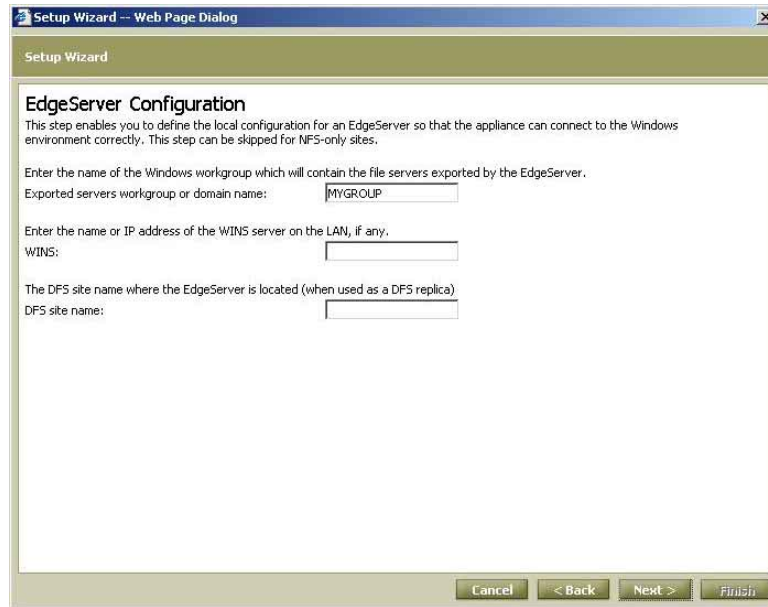 Setup Wizard -- Web Page Dialog
Setup Wizard
EdgeServer Configuration
This step enables you to define the local configuration for an EdgeServer so that the appliance can connect to the Windows
environment correctly. This step can be skipped for NFS-only sites.
Enter the name of the Windows workgroup which will contain the file servers exported by the EdgeServer.
Exported servers workgroup or domain name: MYGROUP
Enter the name or IP address of the WINS server on the LAN, if any.
WINS:
The DFS site name where the EdgeServer is located (when used as a DFS replica)
DFS site name:
Cancel < Back Next > Finish